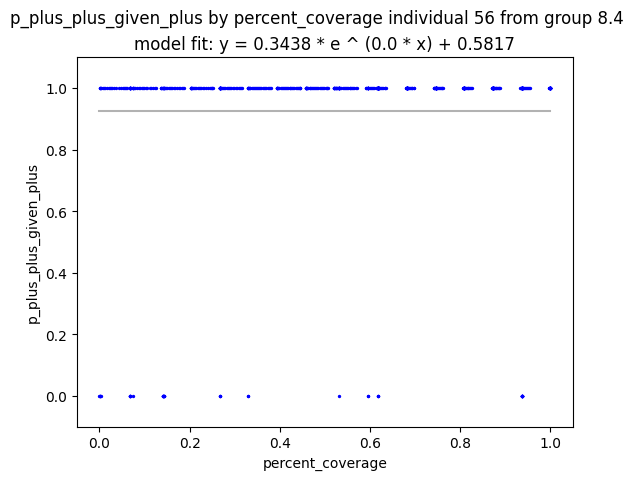 p_plus_plus_given_plus by percent_coverage individual 56 from group 8.4
model fit: y = 0.3438 * e ^ (0.0 * x) + 0.5817
1.0
0.8
0.6
0.4
0.2
0.0
p_plus_plus_given_plus
0.0 0.2 0.4 0.6 0.8 1.0
percent_coverage